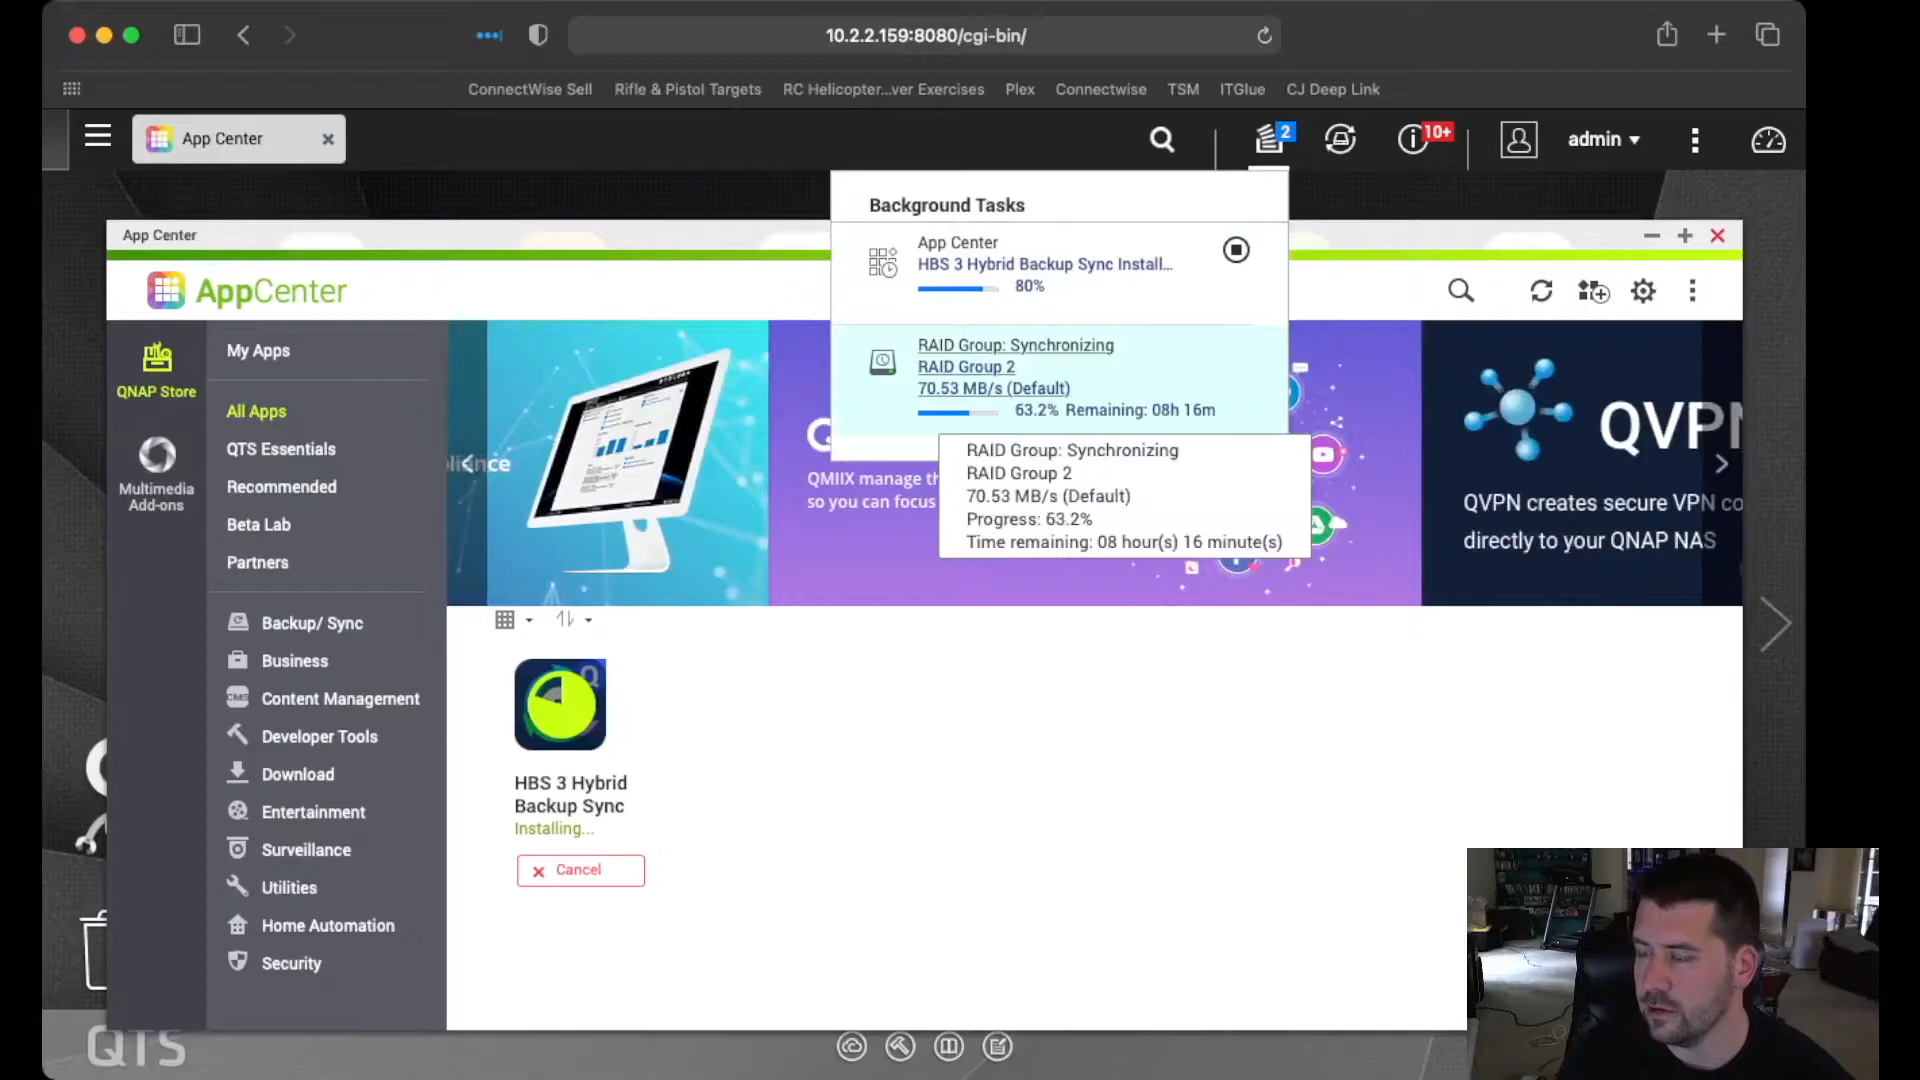 10.2.2.159:8080/cgi-bin/
ConnectWise Sell
Rifle & Pistol Targets
RC Helicopter...ver Exercises
Plex
Connectwise
TSM
ITGlue
CJ Deep Link
App Center
2
10+
admin
Background Tasks
App Center
HBS 3 Hybrid Backup Sync Install...
80%
RAID Group: Synchronizing
RAID Group 2
70.53 MB/s (Default)
63.2% Remaining: 08h 16m
RAID Group: Synchronizing
RAID Group 2
70.53 MB/s (Default)
Progress: 63.2%
Time remaining: 08 hour(s) 16 minute(s)
App Center
AppCenter
QNAP Store
Multimedia
Add-ons
My Apps
All Apps
QTS Essentials
Recommended
Beta Lab
Partners
Backup/ Sync
Business
CMS
Content Management
Developer Tools
Download
Entertainment
Surveillance
Utilities
Home Automation
Security
QMIIX manage
so you can focus
QVPN
QVPN creates secure VPN
directly to your QNAP NAS
HBS 3 Hybrid
Backup Sync
Installing...
Cancel
QTS